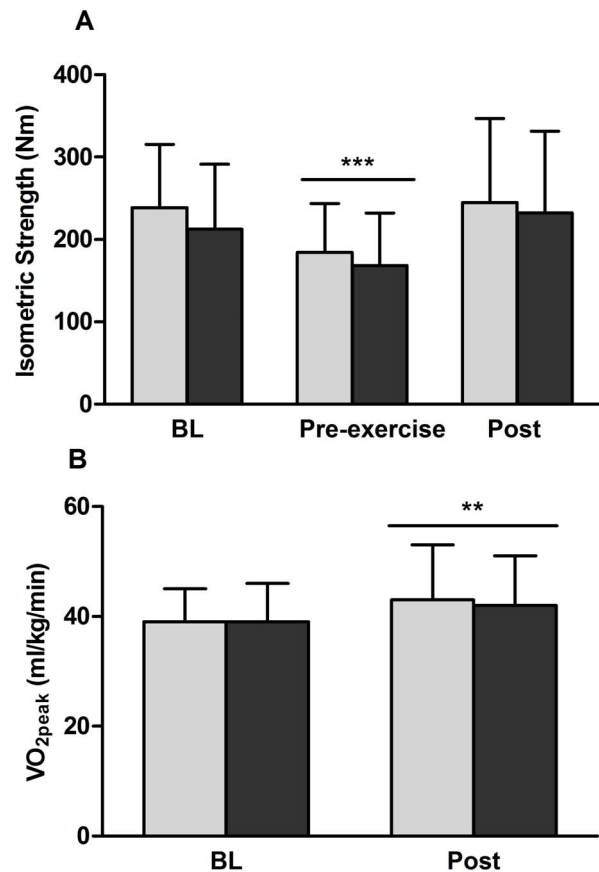 A
Isometric Strength (Nm)
400
300
200
100
0
***
BL Pre-exercise Post
B
VO2peak (ml/kg/min)
60
40
20
0
**
BL Post